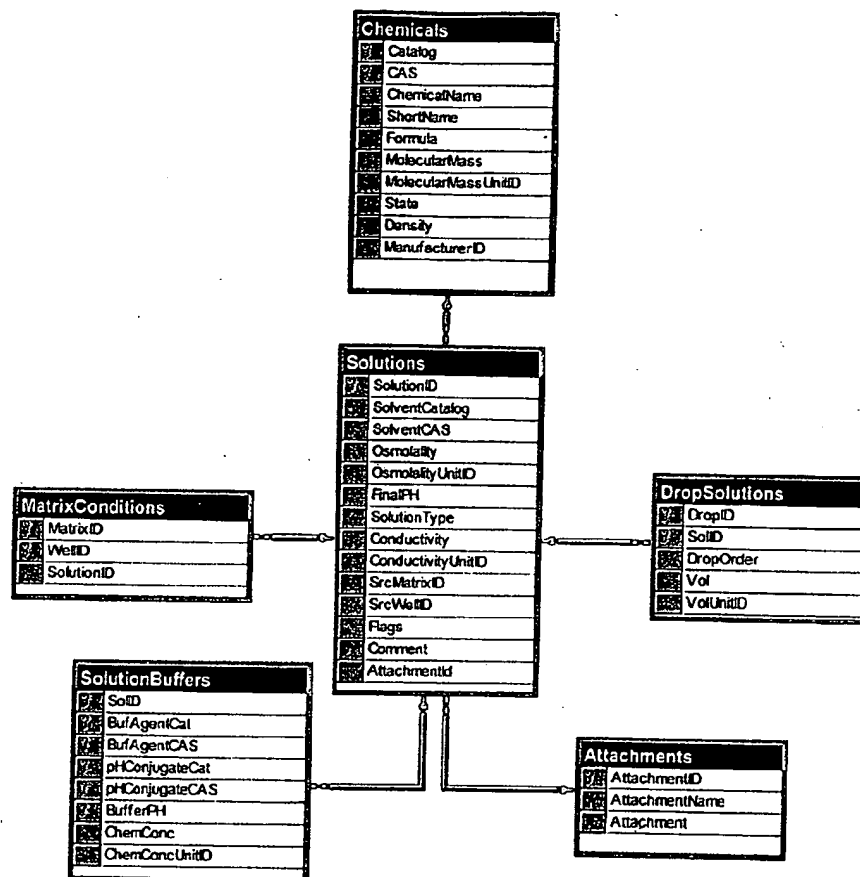 Chemicals
Catalog
CAS
ChemicalName
ShortName
Formula
MolecularMass
MolecularMassUnitID
State
Density
ManufacturerID
Solutions
SolutionID
SolventCatalog
SolventCAS
Osmolality
OsmolalityUnitID
FinalPH
SolutionType
Conductivity
ConductivityUnitID
SrcMatrixID
SrcWellID
Flags
Comment
AttachmentId
MatrixConditions
MatrixID
WellID
SolutionID
DropSolutions
DropID
SolID
DropOrder
Vol
VolUnitID
SolutionBuffers
SolID
BufAgentCat
BufAgentCAS
pHConjugateCat
pHConjugateCAS
BufferPH
ChemConc
ChemConcUnitID
Attachments
AttachmentID
AttachmentName
Attachment